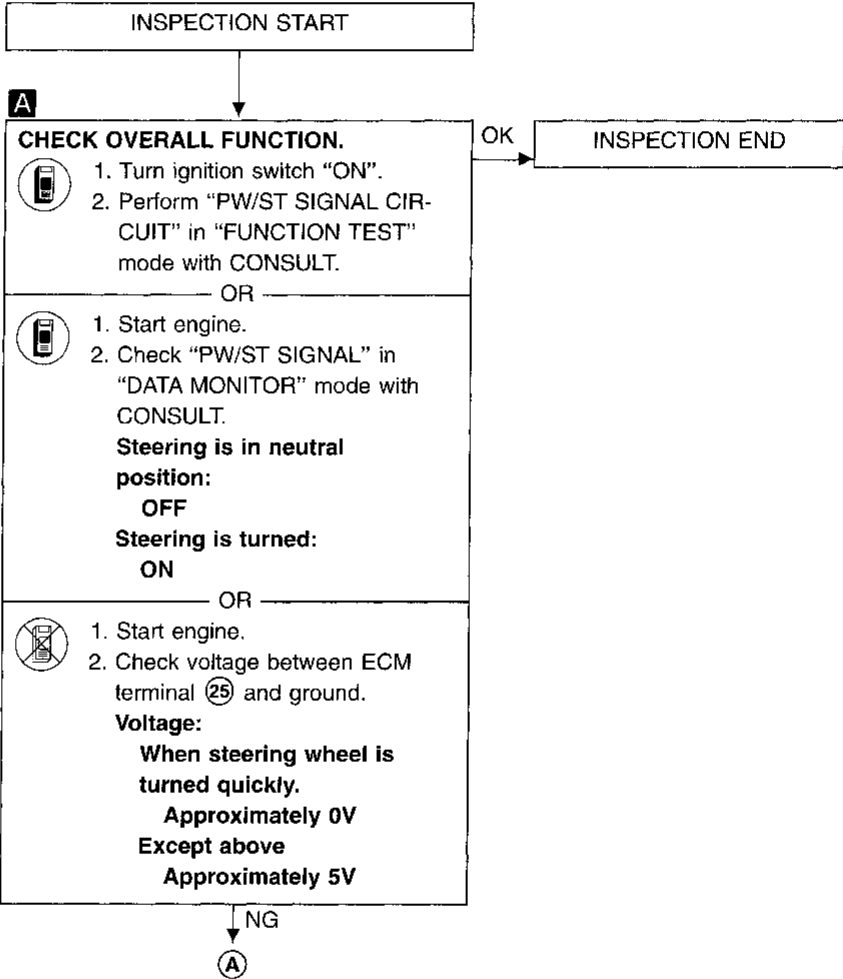 INSPECTION START
A
CHECK OVERALL FUNCTION.
OK
INSPECTION END
1. Turn ignition switch “ON”.
2. Perform “PW/ST SIGNAL CIR-
CUIT” in “FUNCTION TEST”
mode with CONSULT.
OR
1. Start engine.
2. Check “PW/ST SIGNAL” in
“DATA MONITOR” mode with
CONSULT.
Steering is in neutral
position:
OFF
Steering is turned:
ON
OR
1. Start engine.
2. Check voltage between ECM
terminal 25 and ground.
Voltage:
When steering wheel is
turned quickly.
Approximately 0V
Except above
Approximately 5V
NG
A